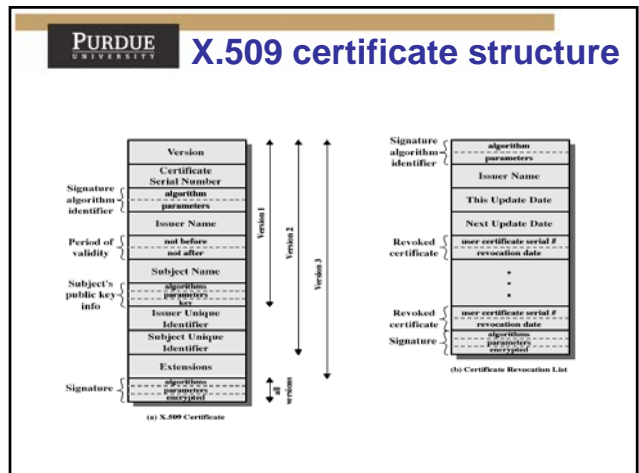 PURDUE
UNIVERSITY
X.509 certificate structure
Version
Certificate
Serial Number
Signature
algorithm
identifier
algorithm
parameters
Issuer Name
Period of
validity
not before
not after
Subject Name
Subject's
public key
info
algorithms
parameters
key
Issuer Unique
Identifier
Subject Unique
Identifier
Extensions
Signature
algorithms
parameters
encrypted
Version 1
Version 2
Version 3
all
versions
(a) X.509 Certificate
Signature
algorithm
identifier
algorithm
parameters
Issuer Name
This Update Date
Next Update Date
Revoked
certificate
user certificate serial #
revocation date
Revoked
certificate
user certificate serial #
revocation date
Signature
algorithms
parameters
encrypted
(b) Certificate Revocation List